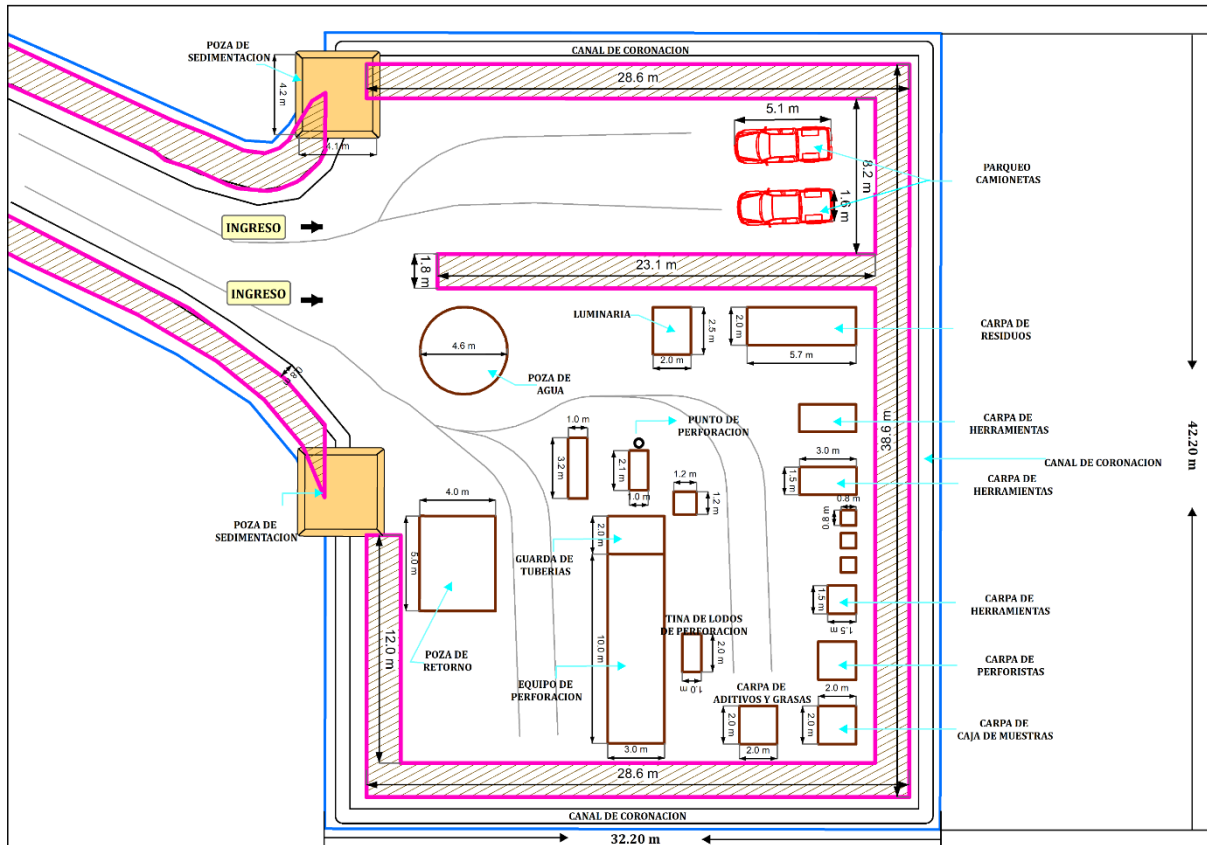 POZA DE
SEDIMENTACION
CANAL DE CORONACION
28.6 m
4.2 m
4.1 m
5.1 m
8.2 m
1.6 m
PARQUEO
CAMIONETAS
INGRESO
1.8 m
23.1 m
INGRESO
LUMINARIA
2.5 m
2.0 m
2.0 m
5.7 m
CARPA DE
RESIDUOS
4.6 m
POZA DE
AGUA
38.6 m
CARPA DE
HERRAMIENTAS
1.0 m
3.2 m
PUNTO DE
PERFORACION
2.1 m
1.0 m
1.2 m
1.2 m
3.0 m
1.5 m
CARPA DE
HERRAMIENTAS
CANAL DE CORONACION
42.20 m
0.8 m
0.8 m
POZA DE
SEDIMENTACION
4.0 m
5.0 m
POZA DE
RETORNO
12.0 m
2.0 m
GUARDA DE
TUBERIAS
10.0 m
EQUIPO DE
PERFORACION
3.0 m
TINA DE LODOS
DE PERFORACION
2.0 m
1.0 m
1.5 m
1.5 m
CARPA DE
HERRAMIENTAS
CARPA DE
PERFORISTAS
CARPA DE
ADITIVOS Y GRASAS
2.0 m
2.0 m
2.0 m
2.0 m
CARPA DE
CAJA DE MUESTRAS
28.6 m
CANAL DE CORONACION
32.20 m